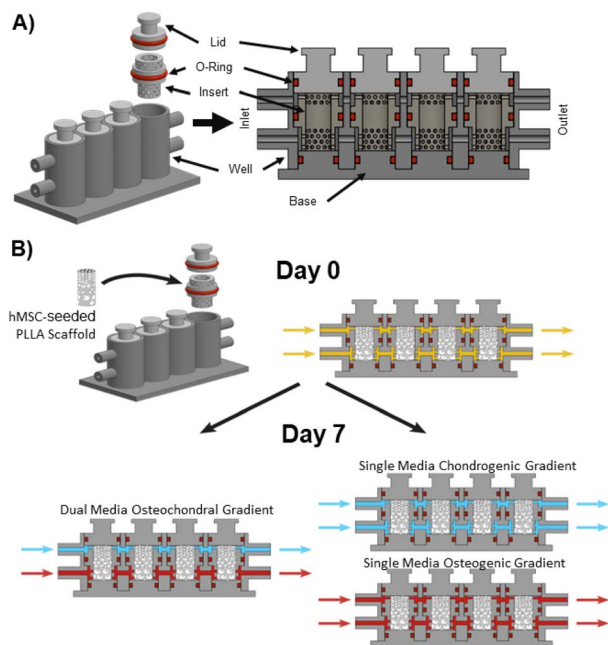 A)
Lid
O-Ring
Insert
Inlet
Outlet
Well
Base
B)
Day 0
hMSC-seeded
PLLA Scaffold
Day 7
Single Media Chondrogenic Gradient
Dual Media Osteochondral Gradient
Single Media Osteogenic Gradient